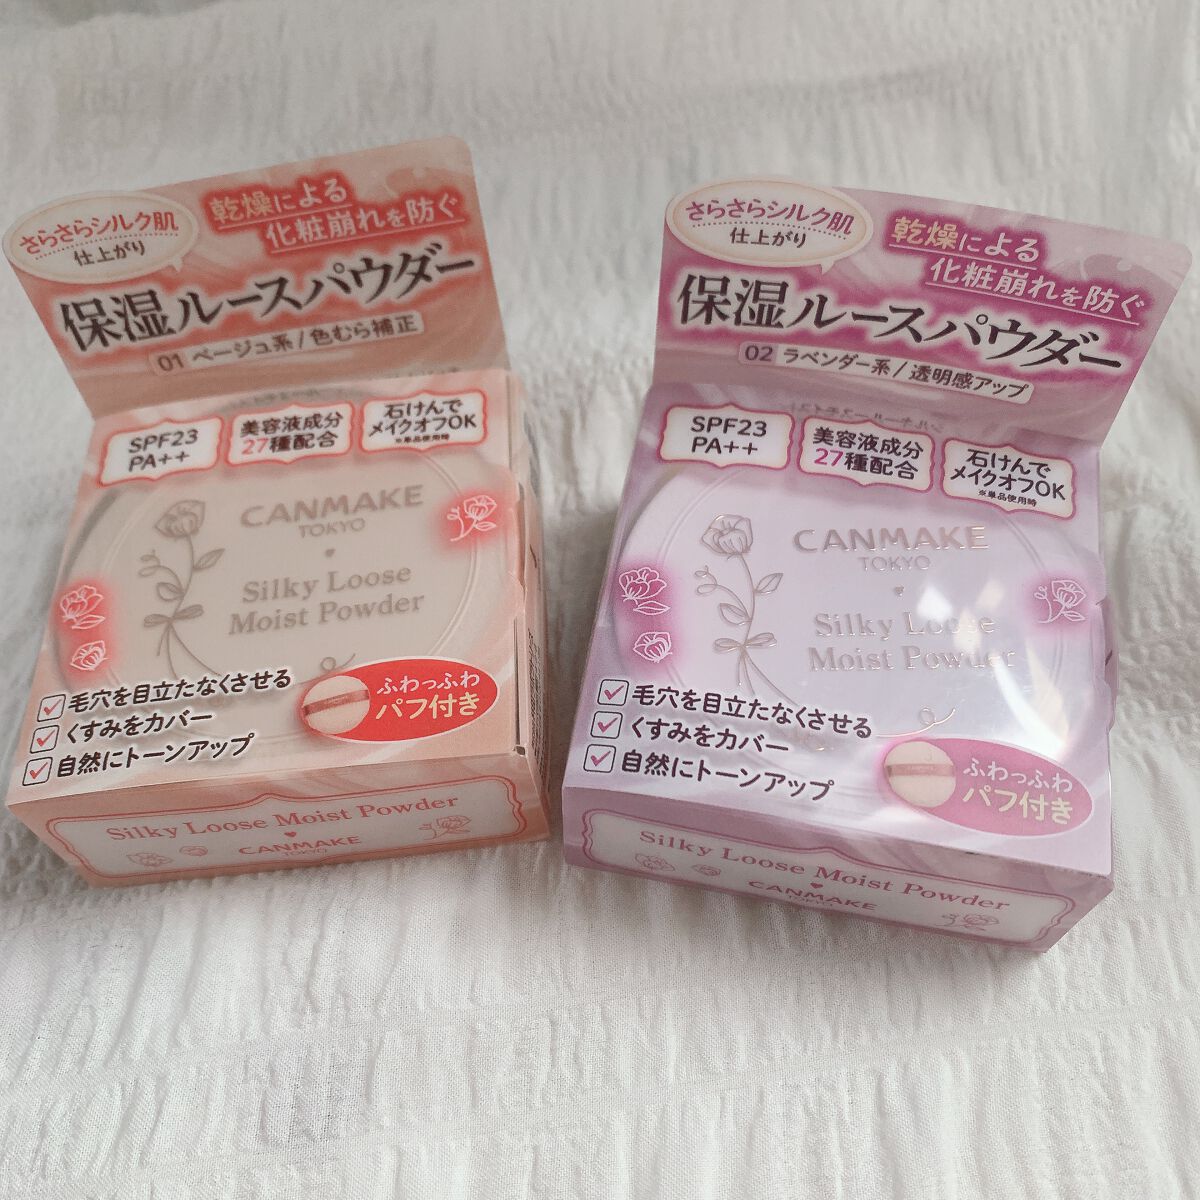 さらさらシルク肌
仕上がり
乾燥による
化粧崩れを防ぐ
保湿ルースパウダー
01 ベージュ系/色むら補正
SPF23
PA++
美容液成分
27種配合
石けんで
メイクオフOK
※単品使用時
CANMAKE
TOKYO
Silky Loose
Moist Powder
毛穴を目立たなくさせる
くすみをカバー
自然にトーンアップ
ふわっふわ
パフ付き
Silky Loose Moist Powder
CANMAKE
TOKYO
さらさらシルク肌
仕上がり
乾燥による
化粧崩れを防ぐ
保湿ルースパウダー
02 ラベンダー系/透明感アップ
SPF23
PA++
美容液成分
27種配合
石けんで
メイクオフOK
※単品使用時
CANMAKE
TOKYO
Silky Loose
Moist Powder
毛穴を目立たなくさせる
くすみをカバー
自然にトーンアップ
ふわっふわ
パフ付き
Silky Loose Moist Powder
CANMAKE
TOKYO